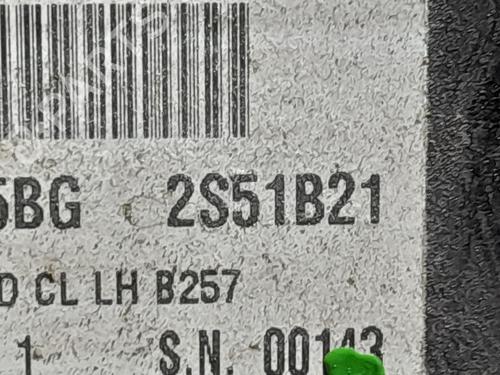 5BG 2S51B21
D CL LH B257
1 S.N. 00143